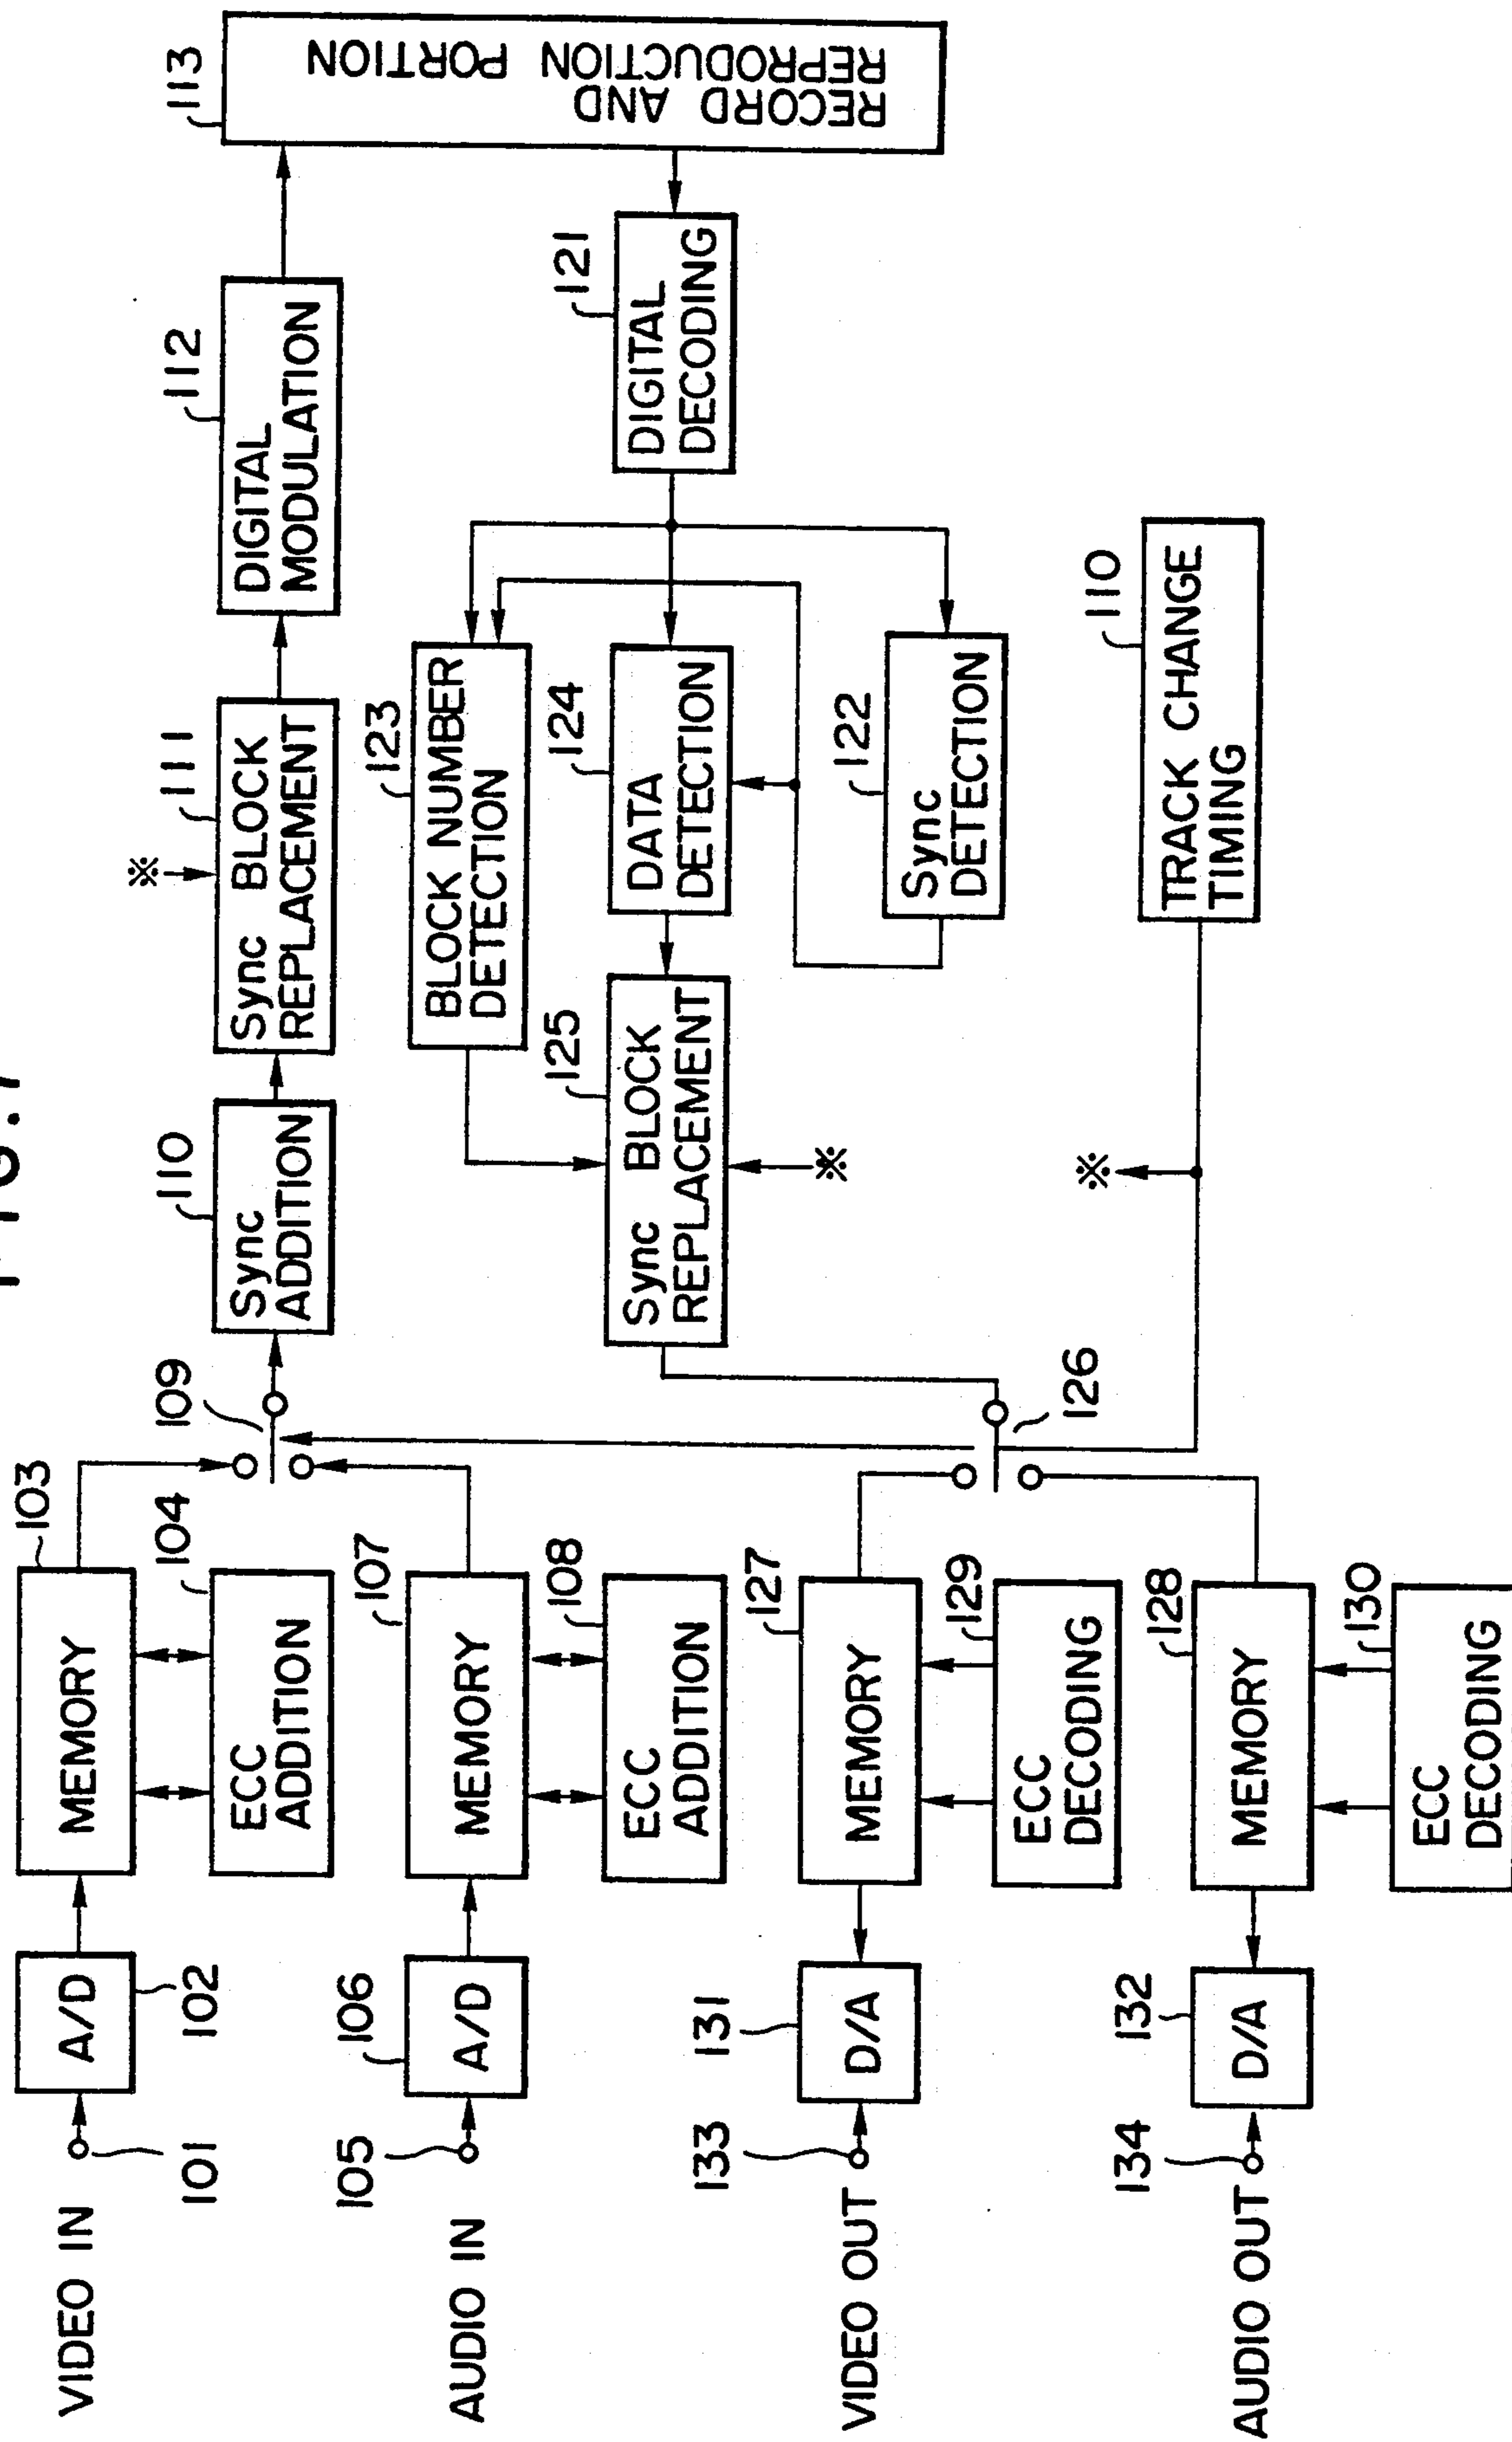 FIG. 7
VIDEO IN
101
A/D
102
MEMORY
103
ECC
ADDITION
104
109
Sync
ADDITION
110
※
Sync BLOCK
REPLACEMENT
111
DIGITAL
MODULATION
112
RECORD AND
REPRODUCTION PORTION
113
AUDIO IN
105
A/D
106
MEMORY
107
ECC
ADDITION
108
BLOCK NUMBER
DETECTION
123
Sync BLOCK
REPLACEMENT
125
※
DATA
DETECTION
124
DIGITAL
DECODING
121
Sync
DETECTION
122
VIDEO OUT
133
D/A
131
MEMORY
127
ECC
DECODING
129
126
※
TRACK CHANGE
TIMING
110
AUDIO OUT
134
D/A
132
MEMORY
128
ECC
DECODING
130